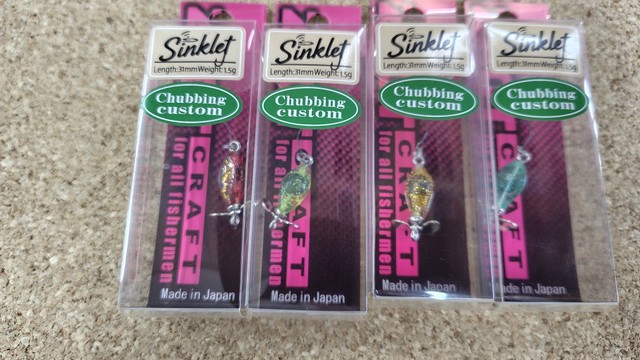 Sinklet
Length:31mm Weight:1.5g
Chubbing
custom
CRAFT
for all fishermen
Made in Japan
Sinklet
Length:31mm Weight:1.5g
Chubbing
custom
CRAFT
for all fishermen
Made in Japan
Sinklet
Length:31mm Weight:1.5g
Chubbing
custom
CRAFT
for all fishermen
Made in Japan
Sinklet
Length:31mm Weight:1.5g
Chubbing
custom
CRAFT
Made in Japan